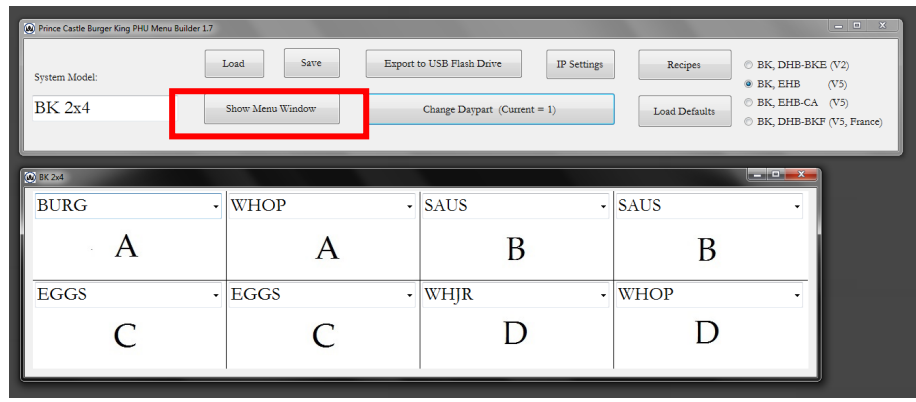 Prince Castle Burger King PHU Menu Builder 1.7
Load Save Export to USB Flash Drive IP Settings Recipes
System Model:
BK 2x4
Show Menu Window Change Daypart (Current = 1) Load Defaults
BK, DHB-BKE (V2)
BK, EHB (V5)
BK, EHB-CA (V5)
BK, DHB-BKF (V5, France)
BK 2x4
BURG WHOP SAUS SAUS
A A B B
EGGS EGGS WHJR WHOP
C C D D